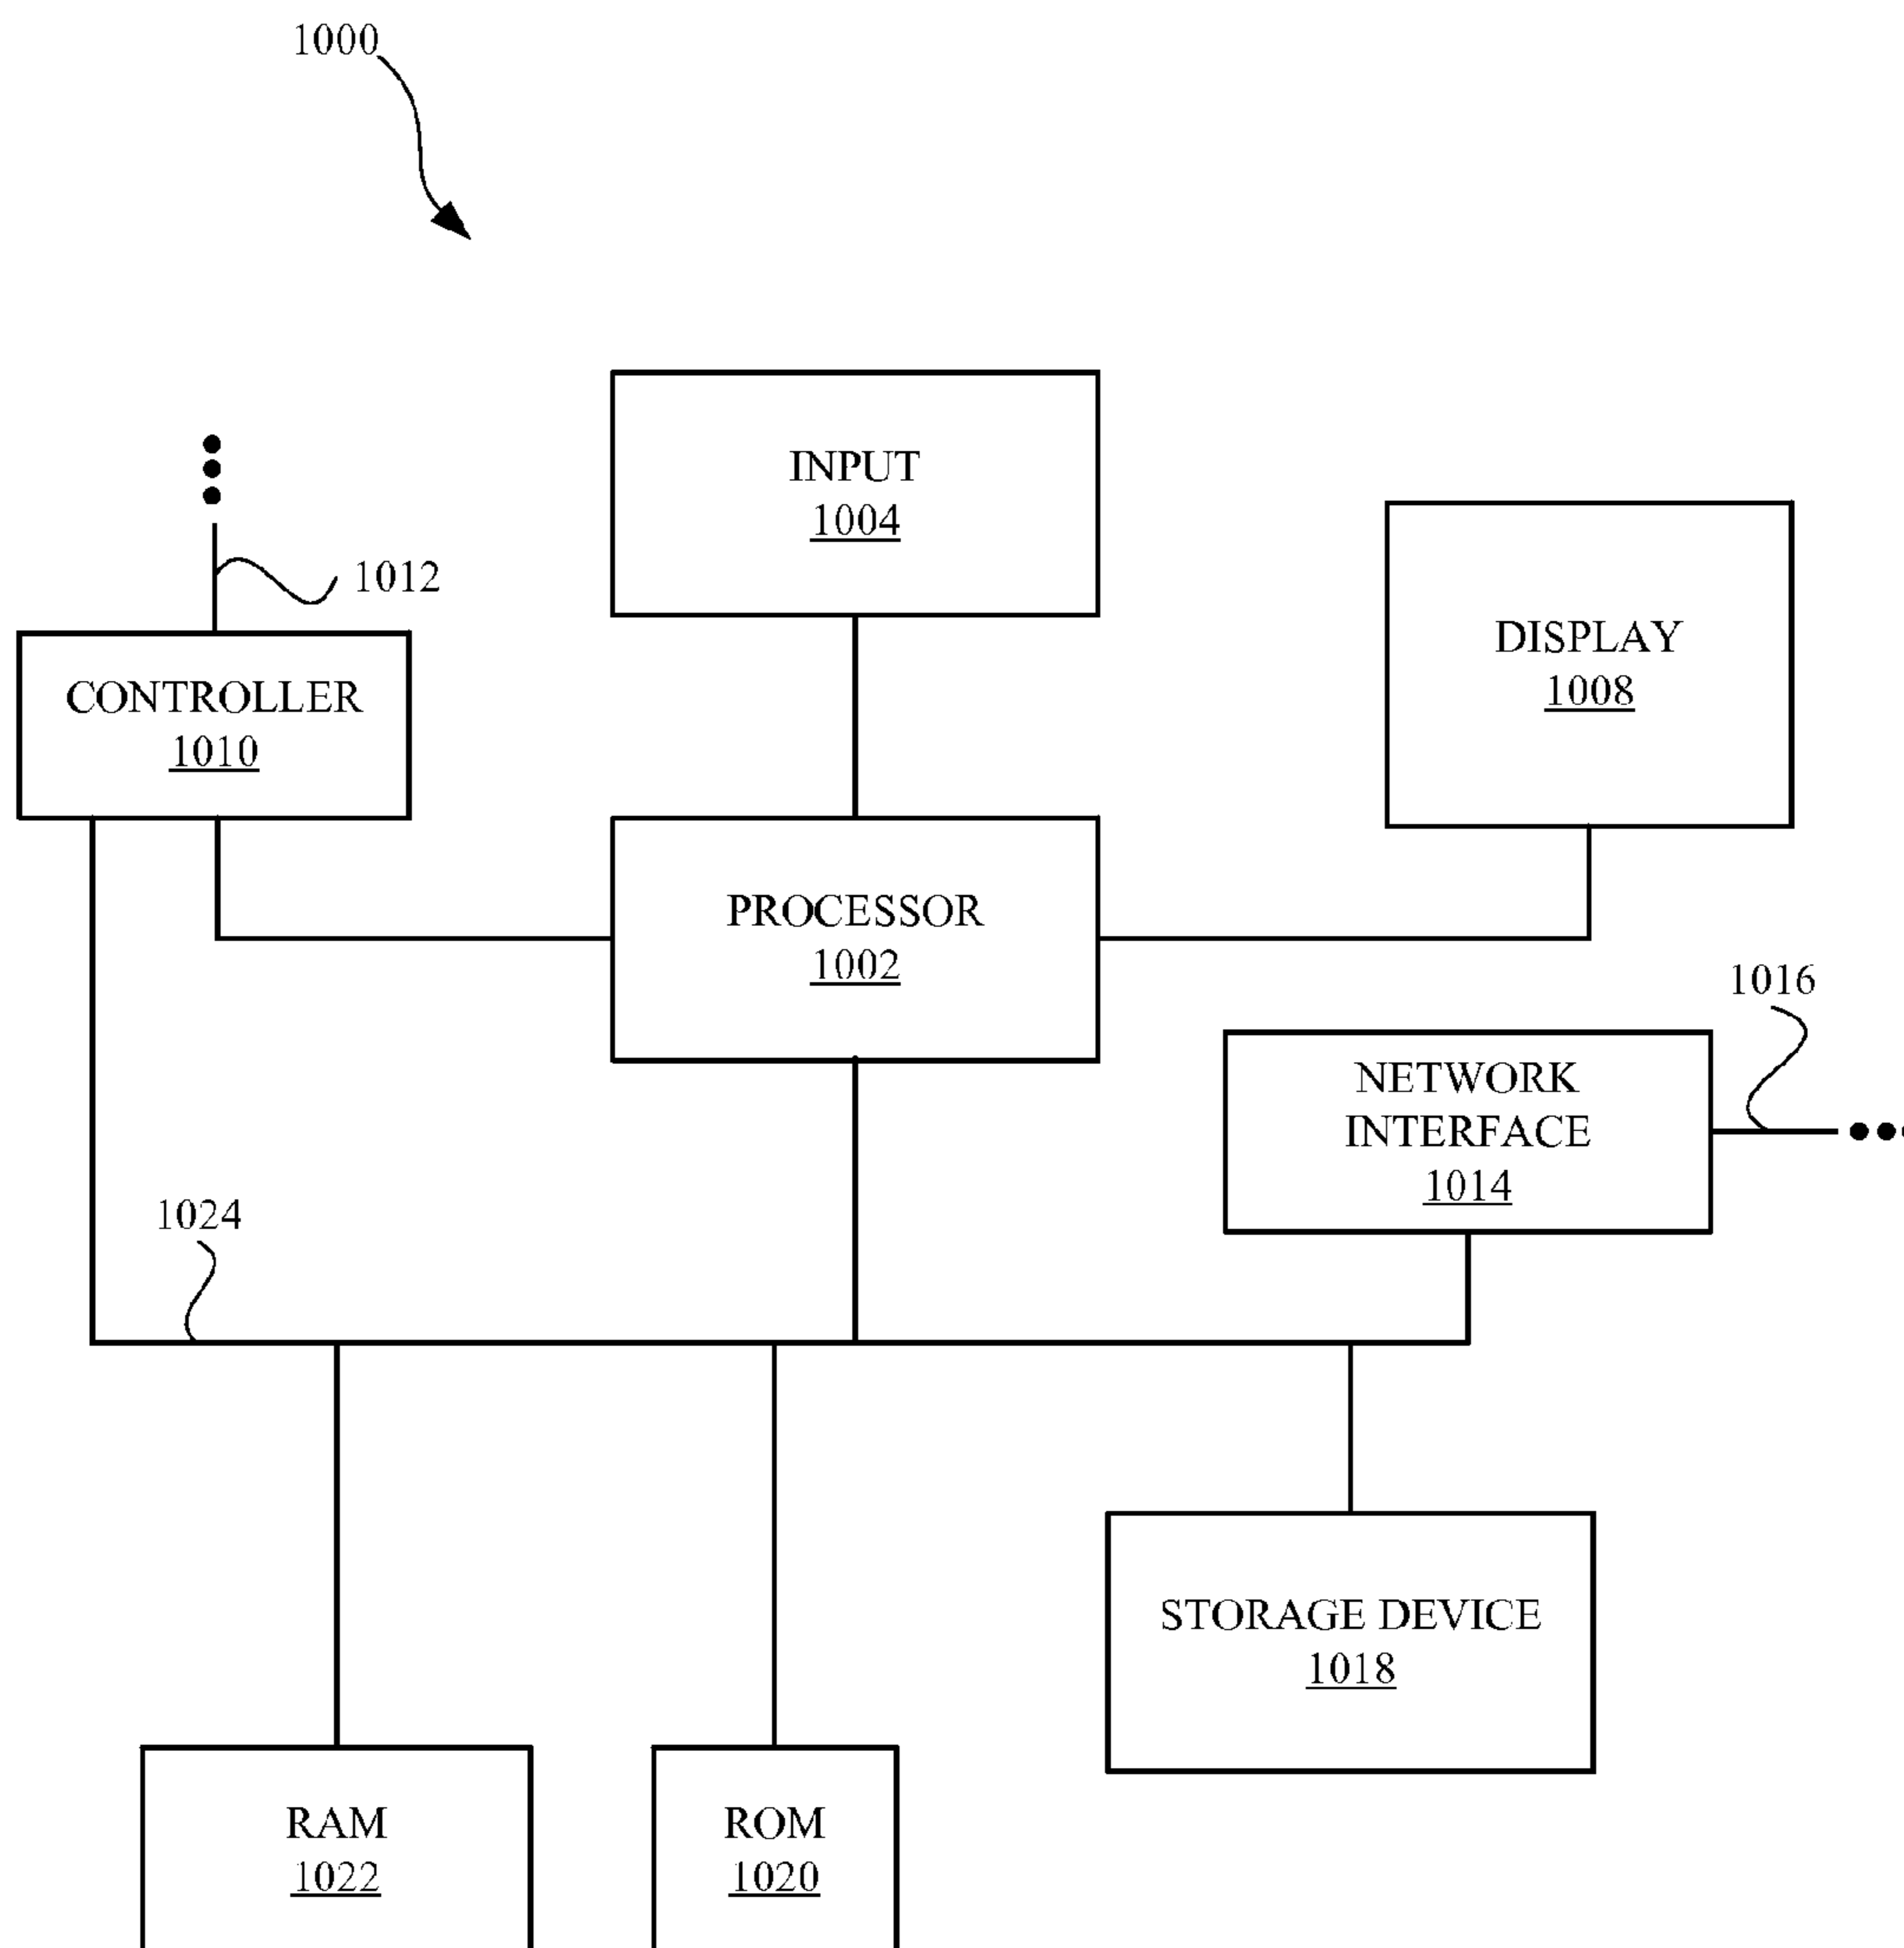 1000
INPUT
1004
1012
DISPLAY
1008
CONTROLLER
1010
PROCESSOR
1002
1016
NETWORK
INTERFACE
1014
1024
STORAGE DEVICE
1018
RAM
1022
ROM
1020